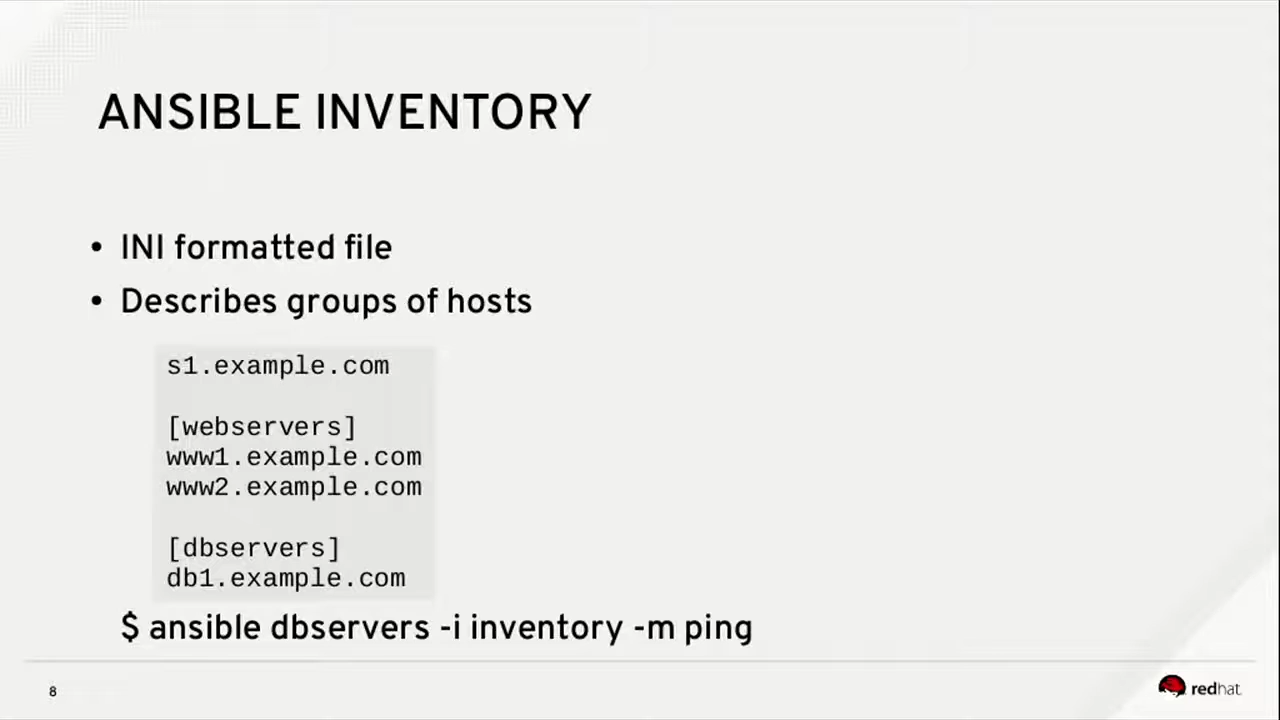 ANSIBLE INVENTORY
• INI formatted file
• Describes groups of hosts
s1.example.com
[webservers]
www1.example.com
www2.example.com
[dbservers]
db1.example.com
$ ansible dbservers -i inventory -m ping
8
redhat.